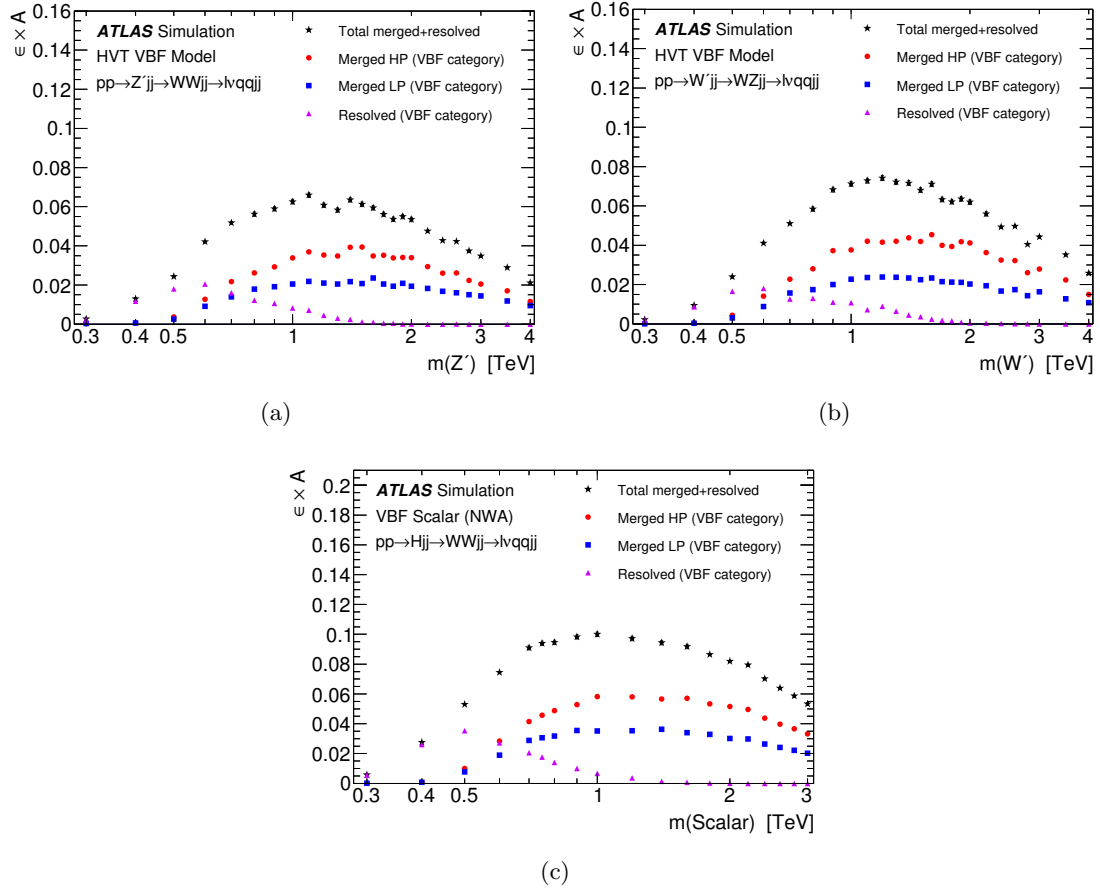 ∈ × A
0.16
0.14
0.12
0.1
0.08
0.06
0.04
0.02
0
ATLAS Simulation
HVT VBF Model
pp→Z′jj→WWjj→lνqqjj
Total merged+resolved
Merged HP (VBF category)
Merged LP (VBF category)
Resolved (VBF category)
0.3 0.4 0.5 1 2 3 4
m(Z′) [TeV]
(a)
∈ × A
0.16
0.14
0.12
0.1
0.08
0.06
0.04
0.02
0
ATLAS Simulation
HVT VBF Model
pp→W′jj→WZjj→lνqqjj
Total merged+resolved
Merged HP (VBF category)
Merged LP (VBF category)
Resolved (VBF category)
0.3 0.4 0.5 1 2 3 4
m(W′) [TeV]
(b)
∈ × A
0.2
0.18
0.16
0.14
0.12
0.1
0.08
0.06
0.04
0.02
0
ATLAS Simulation
VBF Scalar (NWA)
pp→Hjj→WWjj→lνqqjj
Total merged+resolved
Merged HP (VBF category)
Merged LP (VBF category)
Resolved (VBF category)
0.3 0.4 0.5 1 2 3
m(Scalar) [TeV]
(c)